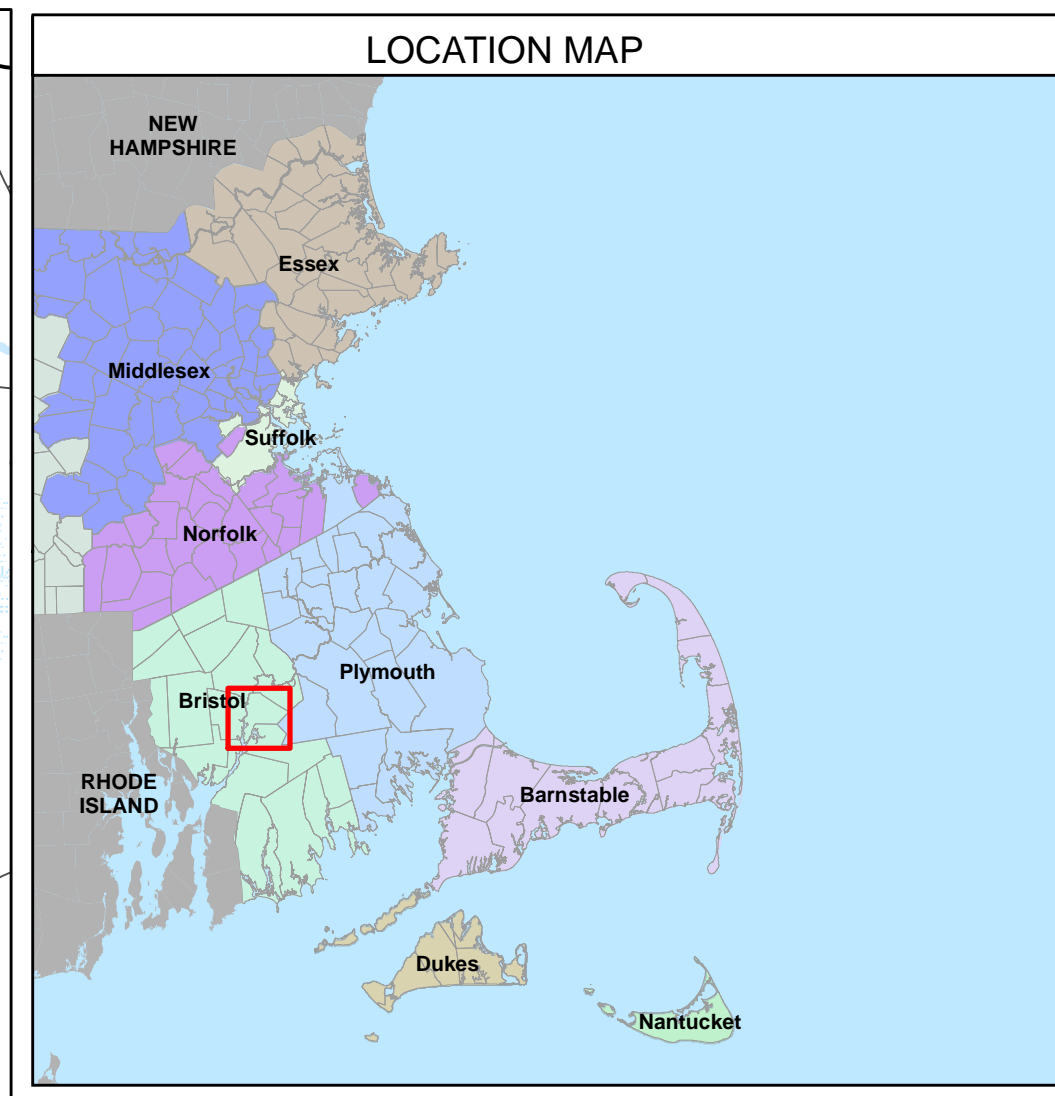 LOCATION MAP
NEW
HAMPSHIRE
Essex
Middlesex
Suffolk
Norfolk
Plymouth
Bristol
RHODE
ISLAND
Barnstable
Dukes
Nantucket